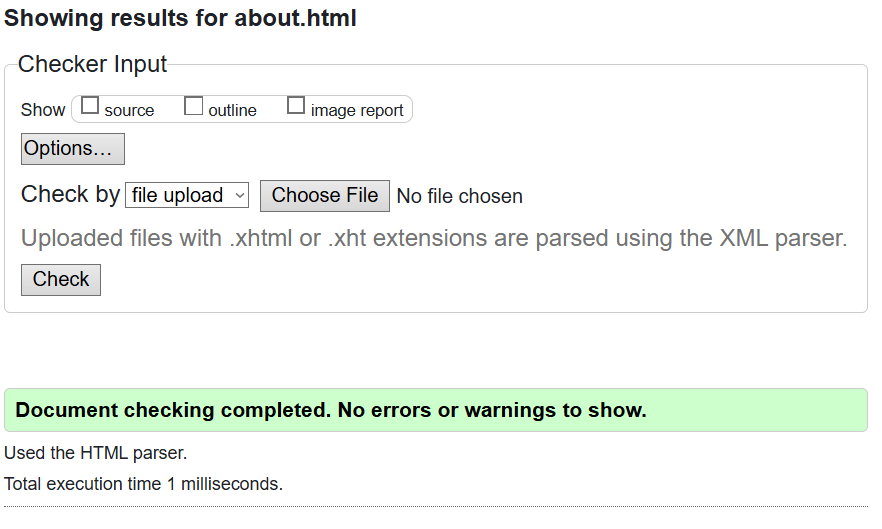 Showing results for about.html
Checker Input
Show source outline image report
Options...
Check by file upload Choose File No file chosen
Uploaded files with .xhtml or .xht extensions are parsed using the XML parser.
Check
Document checking completed. No errors or warnings to show.
Used the HTML parser.
Total execution time 1 milliseconds.